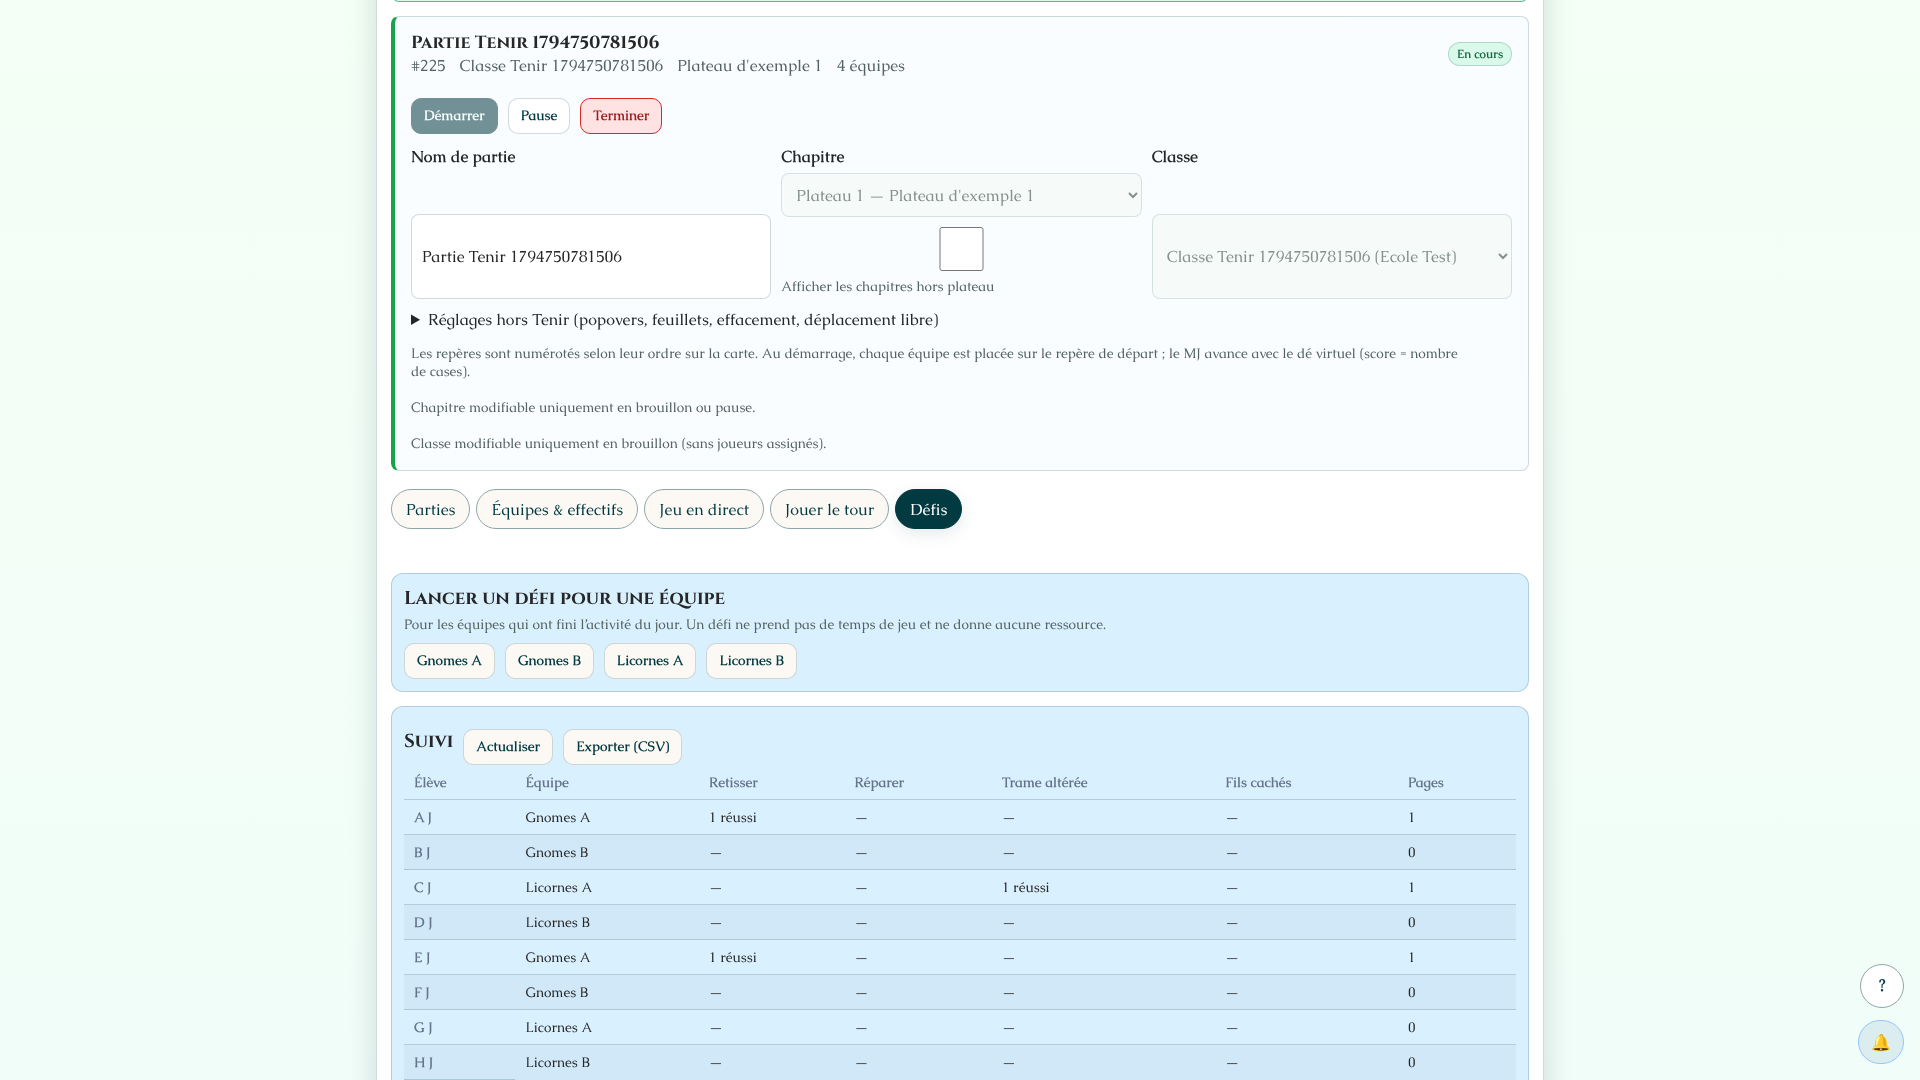 Partie Tenir 1794750781506
#225 Classe Tenir 1794750781506 Plateau d'exemple 1 4 équipes
En cours
Démarrer Pause Terminer
Nom de partie Chapitre Classe
Plateau 1 — Plateau d'exemple 1
Partie Tenir 1794750781506
Classe Tenir 1794750781506 (Ecole Test)
Afficher les chapitres hors plateau
▶ Réglages hors Tenir (popovers, feuillets, effacement, déplacement libre)
Les repères sont numérotés selon leur ordre sur la carte. Au démarrage, chaque équipe est placée sur le repère de départ ; le MJ avance avec le dé virtuel (score = nombre
de cases).
Chapitre modifiable uniquement en brouillon ou pause.
Classe modifiable uniquement en brouillon (sans joueurs assignés).
Parties Équipes & effectifs Jeu en direct Jouer le tour Défis
Lancer un défi pour une équipe
Pour les équipes qui ont fini l'activité du jour. Un défi ne prend pas de temps de jeu et ne donne aucune ressource.
Gnomes A Gnomes B Licornes A Licornes B
Suivi Actualiser Exporter (CSV)
Élève Équipe Retisser Réparer Trame altérée Fils cachés Pages
A J Gnomes A 1 réussi — — — 1
B J Gnomes B — — — — 0
C J Licornes A — — 1 réussi — 1
D J Licornes B — — — — 0
E J Gnomes A 1 réussi — — — 1
F J Gnomes B — — — — 0
G J Licornes A — — — — 0
H J Licornes B — — — — 0
?